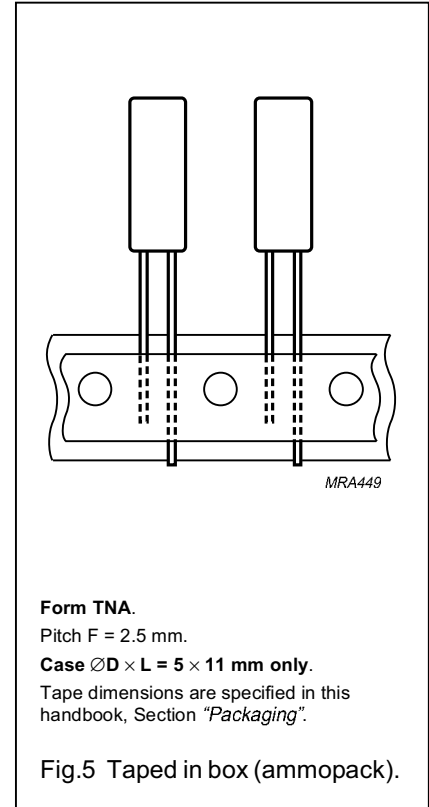 MRA449
Form TNA.
Pitch F = 2.5 mm.
Case ∅D × L = 5 × 11 mm only.
Tape dimensions are specified in this
handbook, Section “Packaging”.
Fig.5 Taped in box (ammopack).